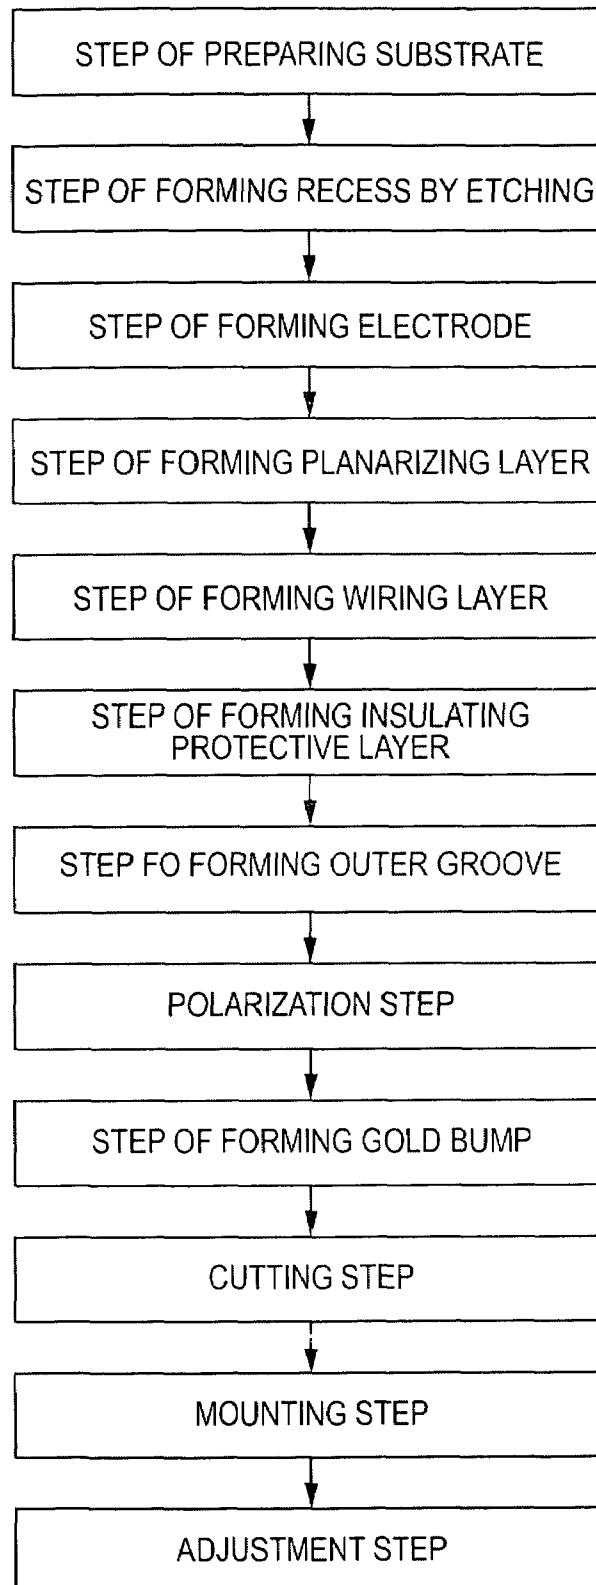 STEP OF PREPARING SUBSTRATE
STEP OF FORMING RECESS BY ETCHING
STEP OF FORMING ELECTRODE
STEP OF FORMING PLANARIZING LAYER
STEP OF FORMING WIRING LAYER
STEP OF FORMING INSULATING
PROTECTIVE LAYER
STEP FO FORMING OUTER GROOVE
POLARIZATION STEP
STEP OF FORMING GOLD BUMP
CUTTING STEP
MOUNTING STEP
ADJUSTMENT STEP